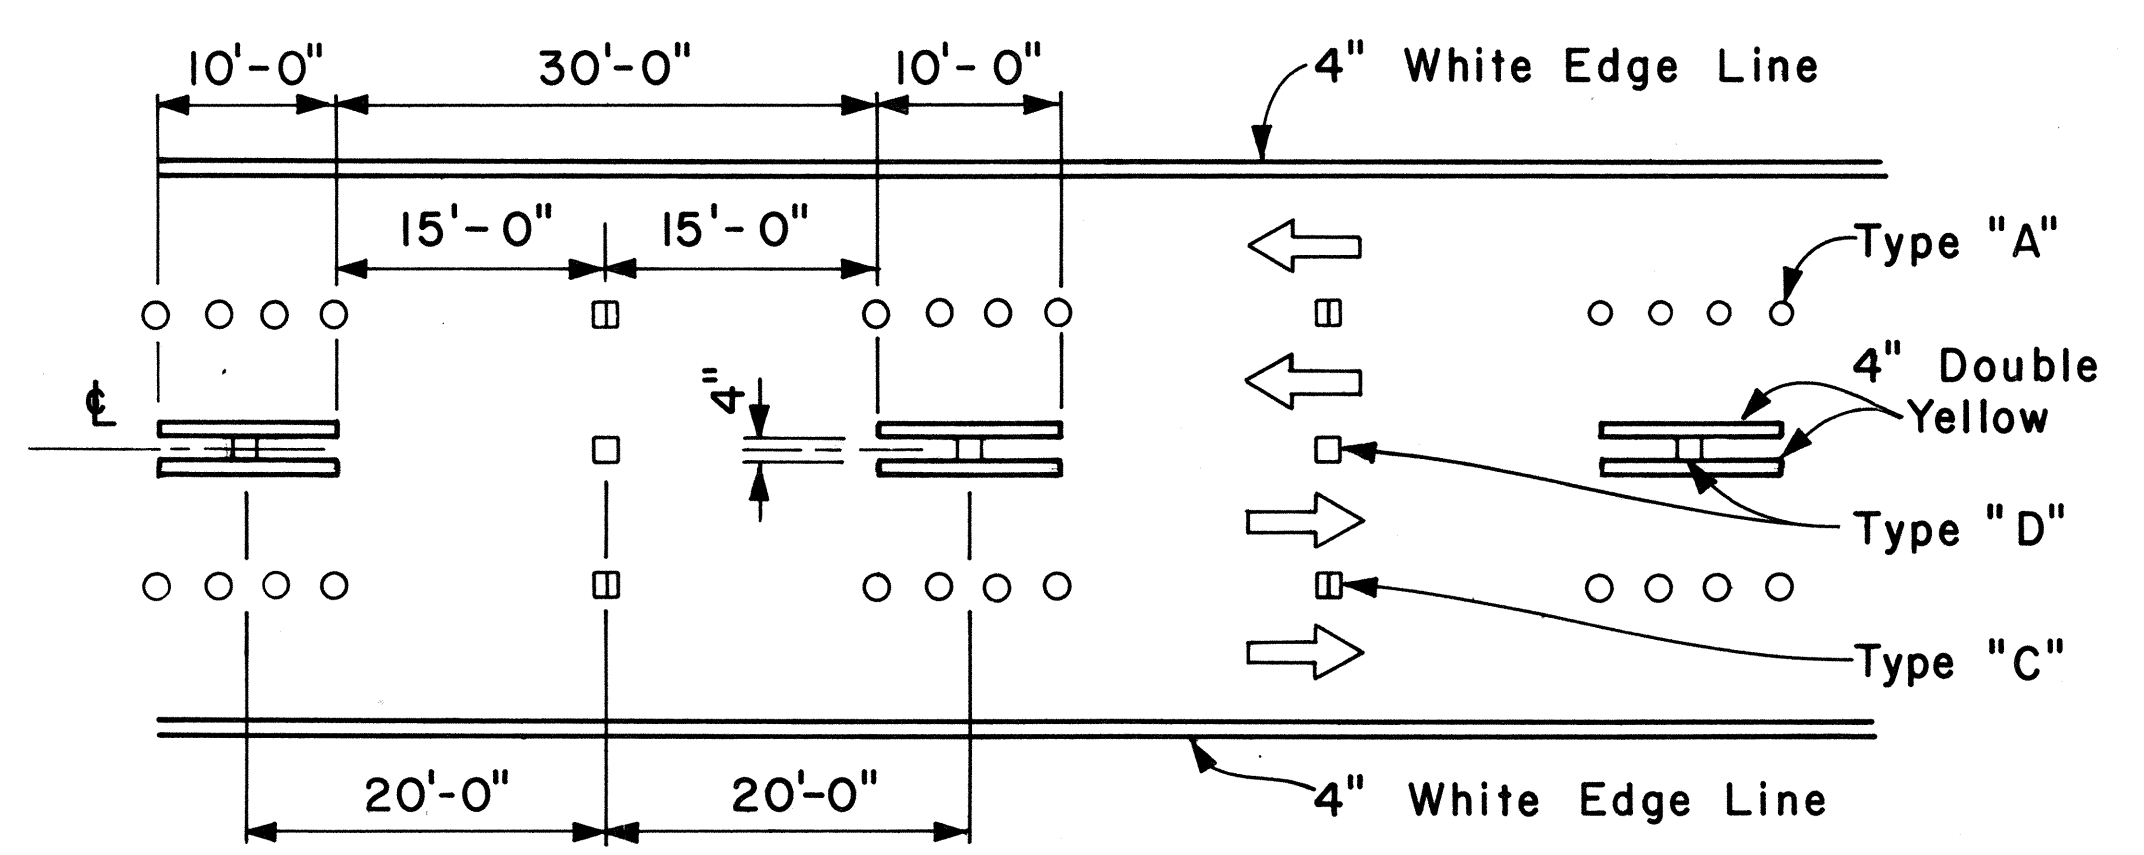 10'-0" 30'-0" 10'-0" 4" White Edge Line
15'-0" 15'-0"
Type "A"
4" Double
Yellow
℄
4"
Type "D"
Type "C"
20'-0" 20'-0" 4" White Edge Line